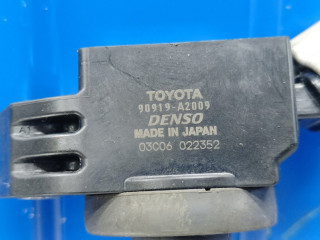 TOYOTA
90919-A2009
DENSO
MADE IN JAPAN
03C06 022352